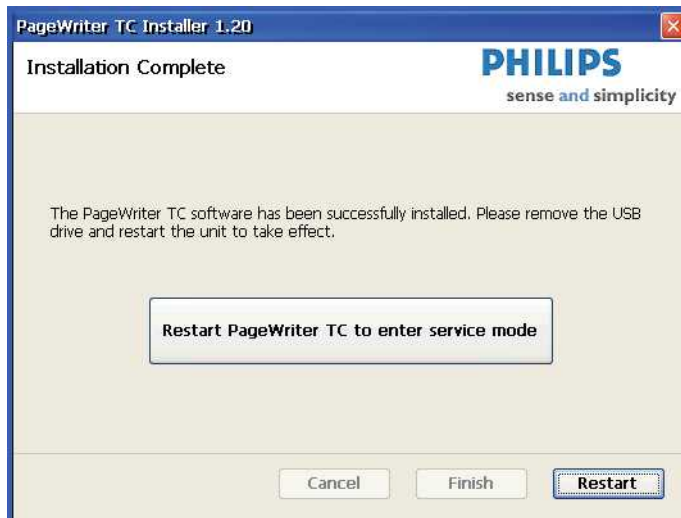 PageWriter TC Installer 1.20
Installation Complete
PHILIPS
sense and simplicity
The PageWriter TC software has been successfully installed. Please remove the USB
drive and restart the unit to take effect.
Restart PageWriter TC to enter service mode
Cancel
Finish
Restart